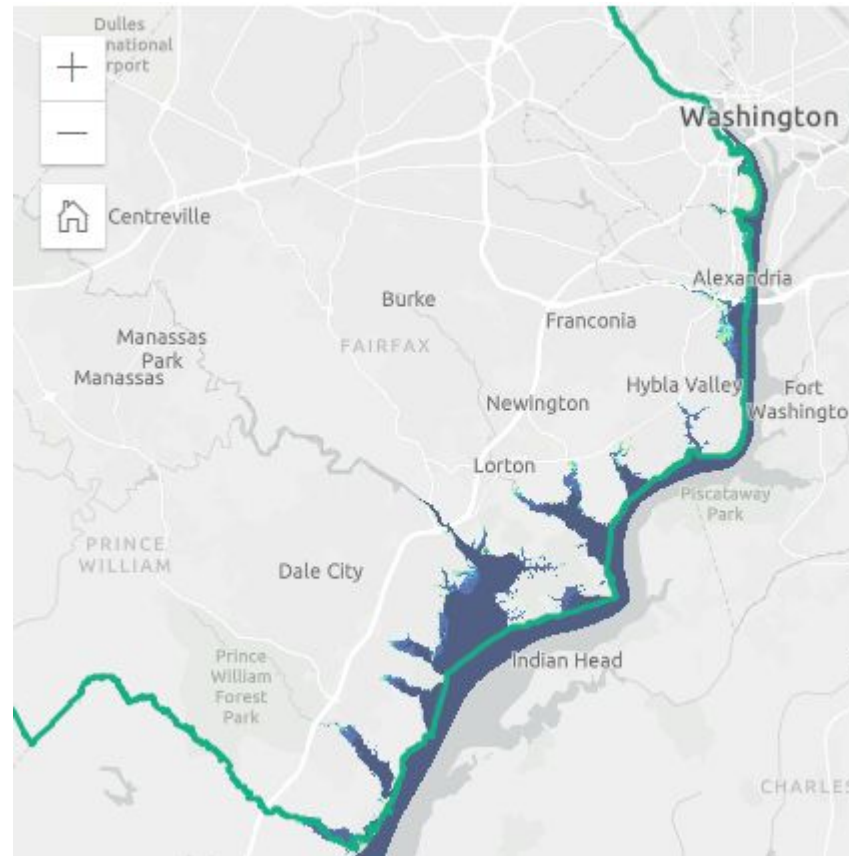 Dulles
national
rport
+
Washington
−
Centreville
Alexandria
Burke
Franconia
FAIRFAX
Manassas
Park
Manassas
Hybla Valley
Fort
Washingto
Newington
Lorton
Piscataway
Park
PRINCE
WILLIAM
Dale City
Indian Head
Prince
William
Forest
Park
CHARLES